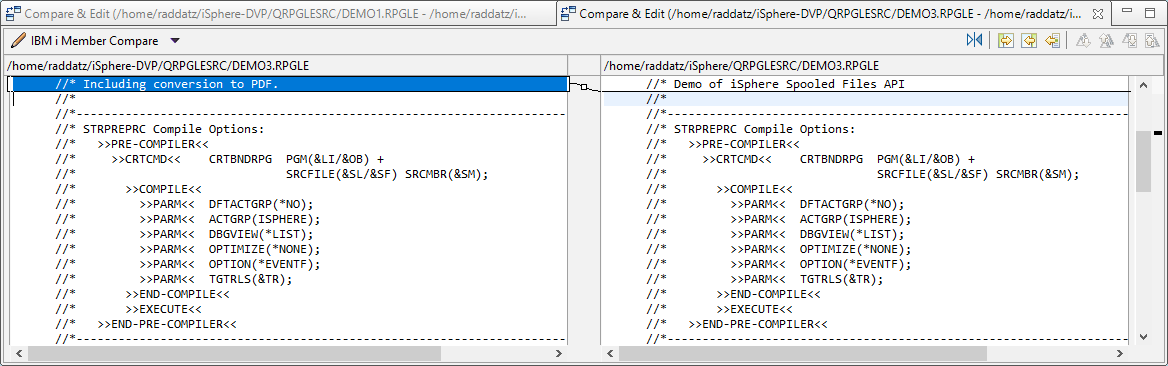 Compare & Edit (/home/raddatz/iSphere-DVP/QRPGLESRC/DEMO1.RPGLE - /home/raddatz/i...
Compare & Edit (/home/raddatz/iSphere-DVP/QRPGLESRC/DEMO3.RPGLE - /home/raddatz/i...
IBM i Member Compare
/home/raddatz/iSphere-DVP/QRPGLESRC/DEMO3.RPGLE
//* Including conversion to PDF.
//*
//*-------------------------------------------------------------------
//* STRPREPRC Compile Options:
//*   >>PRE-COMPILER<<
//*     >>CRTCMD<<    CRTBNDRPG  PGM(&LI/&OB) +
//*                              SRCFILE(&SL/&SF) SRCMBR(&SM);
//*       >>COMPILE<<
//*         >>PARM<<  DFTACTGRP(*NO);
//*         >>PARM<<  ACTGRP(ISPHERE);
//*         >>PARM<<  DBGVIEW(*LIST);
//*         >>PARM<<  OPTIMIZE(*NONE);
//*         >>PARM<<  OPTION(*EVENTF);
//*         >>PARM<<  TGTRLS(&TR);
//*       >>END-COMPILE<<
//*       >>EXECUTE<<
//*   >>END-PRE-COMPILER<<
//*-------------------------------------------------------------------
/home/raddatz/iSphere/QRPGLESRC/DEMO3.RPGLE
//* Demo of iSphere Spooled Files API
//*
//*-------------------------------------------------------------------
//* STRPREPRC Compile Options:
//*   >>PRE-COMPILER<<
//*     >>CRTCMD<<    CRTBNDRPG  PGM(&LI/&OB) +
//*                              SRCFILE(&SL/&SF) SRCMBR(&SM);
//*       >>COMPILE<<
//*         >>PARM<<  DFTACTGRP(*NO);
//*         >>PARM<<  ACTGRP(ISPHERE);
//*         >>PARM<<  DBGVIEW(*LIST);
//*         >>PARM<<  OPTIMIZE(*NONE);
//*         >>PARM<<  OPTION(*EVENTF);
//*         >>PARM<<  TGTRLS(&TR);
//*       >>END-COMPILE<<
//*       >>EXECUTE<<
//*   >>END-PRE-COMPILER<<
//*-------------------------------------------------------------------